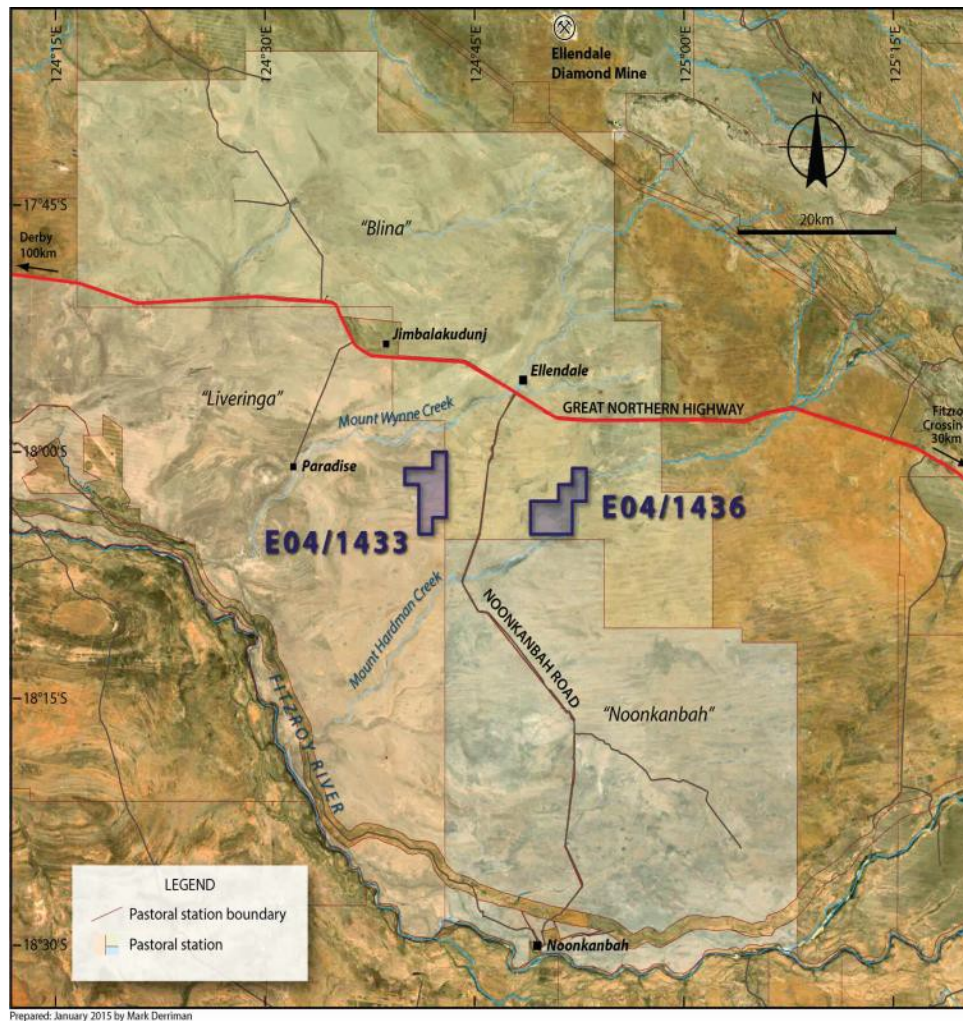 124°15'E
124°30'E
124°45'E
125°00'E
125°15'E
Ellendale
Diamond Mine
N
20km
17°45'S
Derby
100km
"Blina"
Jimbalakudunj
Ellendale
"Liveringa"
Mount Wynne Creek
GREAT NORTHERN HIGHWAY
Fitzro
Crossin
30km
18°00'S
Paradise
E04/1433
E04/1436
Mount Hardman Creek
NOONKANBAH ROAD
18°15'S
FITZROY RIVER
"Noonkanbah"
LEGEND
Pastoral station boundary
Pastoral station
18°30'S
Noonkanbah
Prepared: January 2015 by Mark Derriman